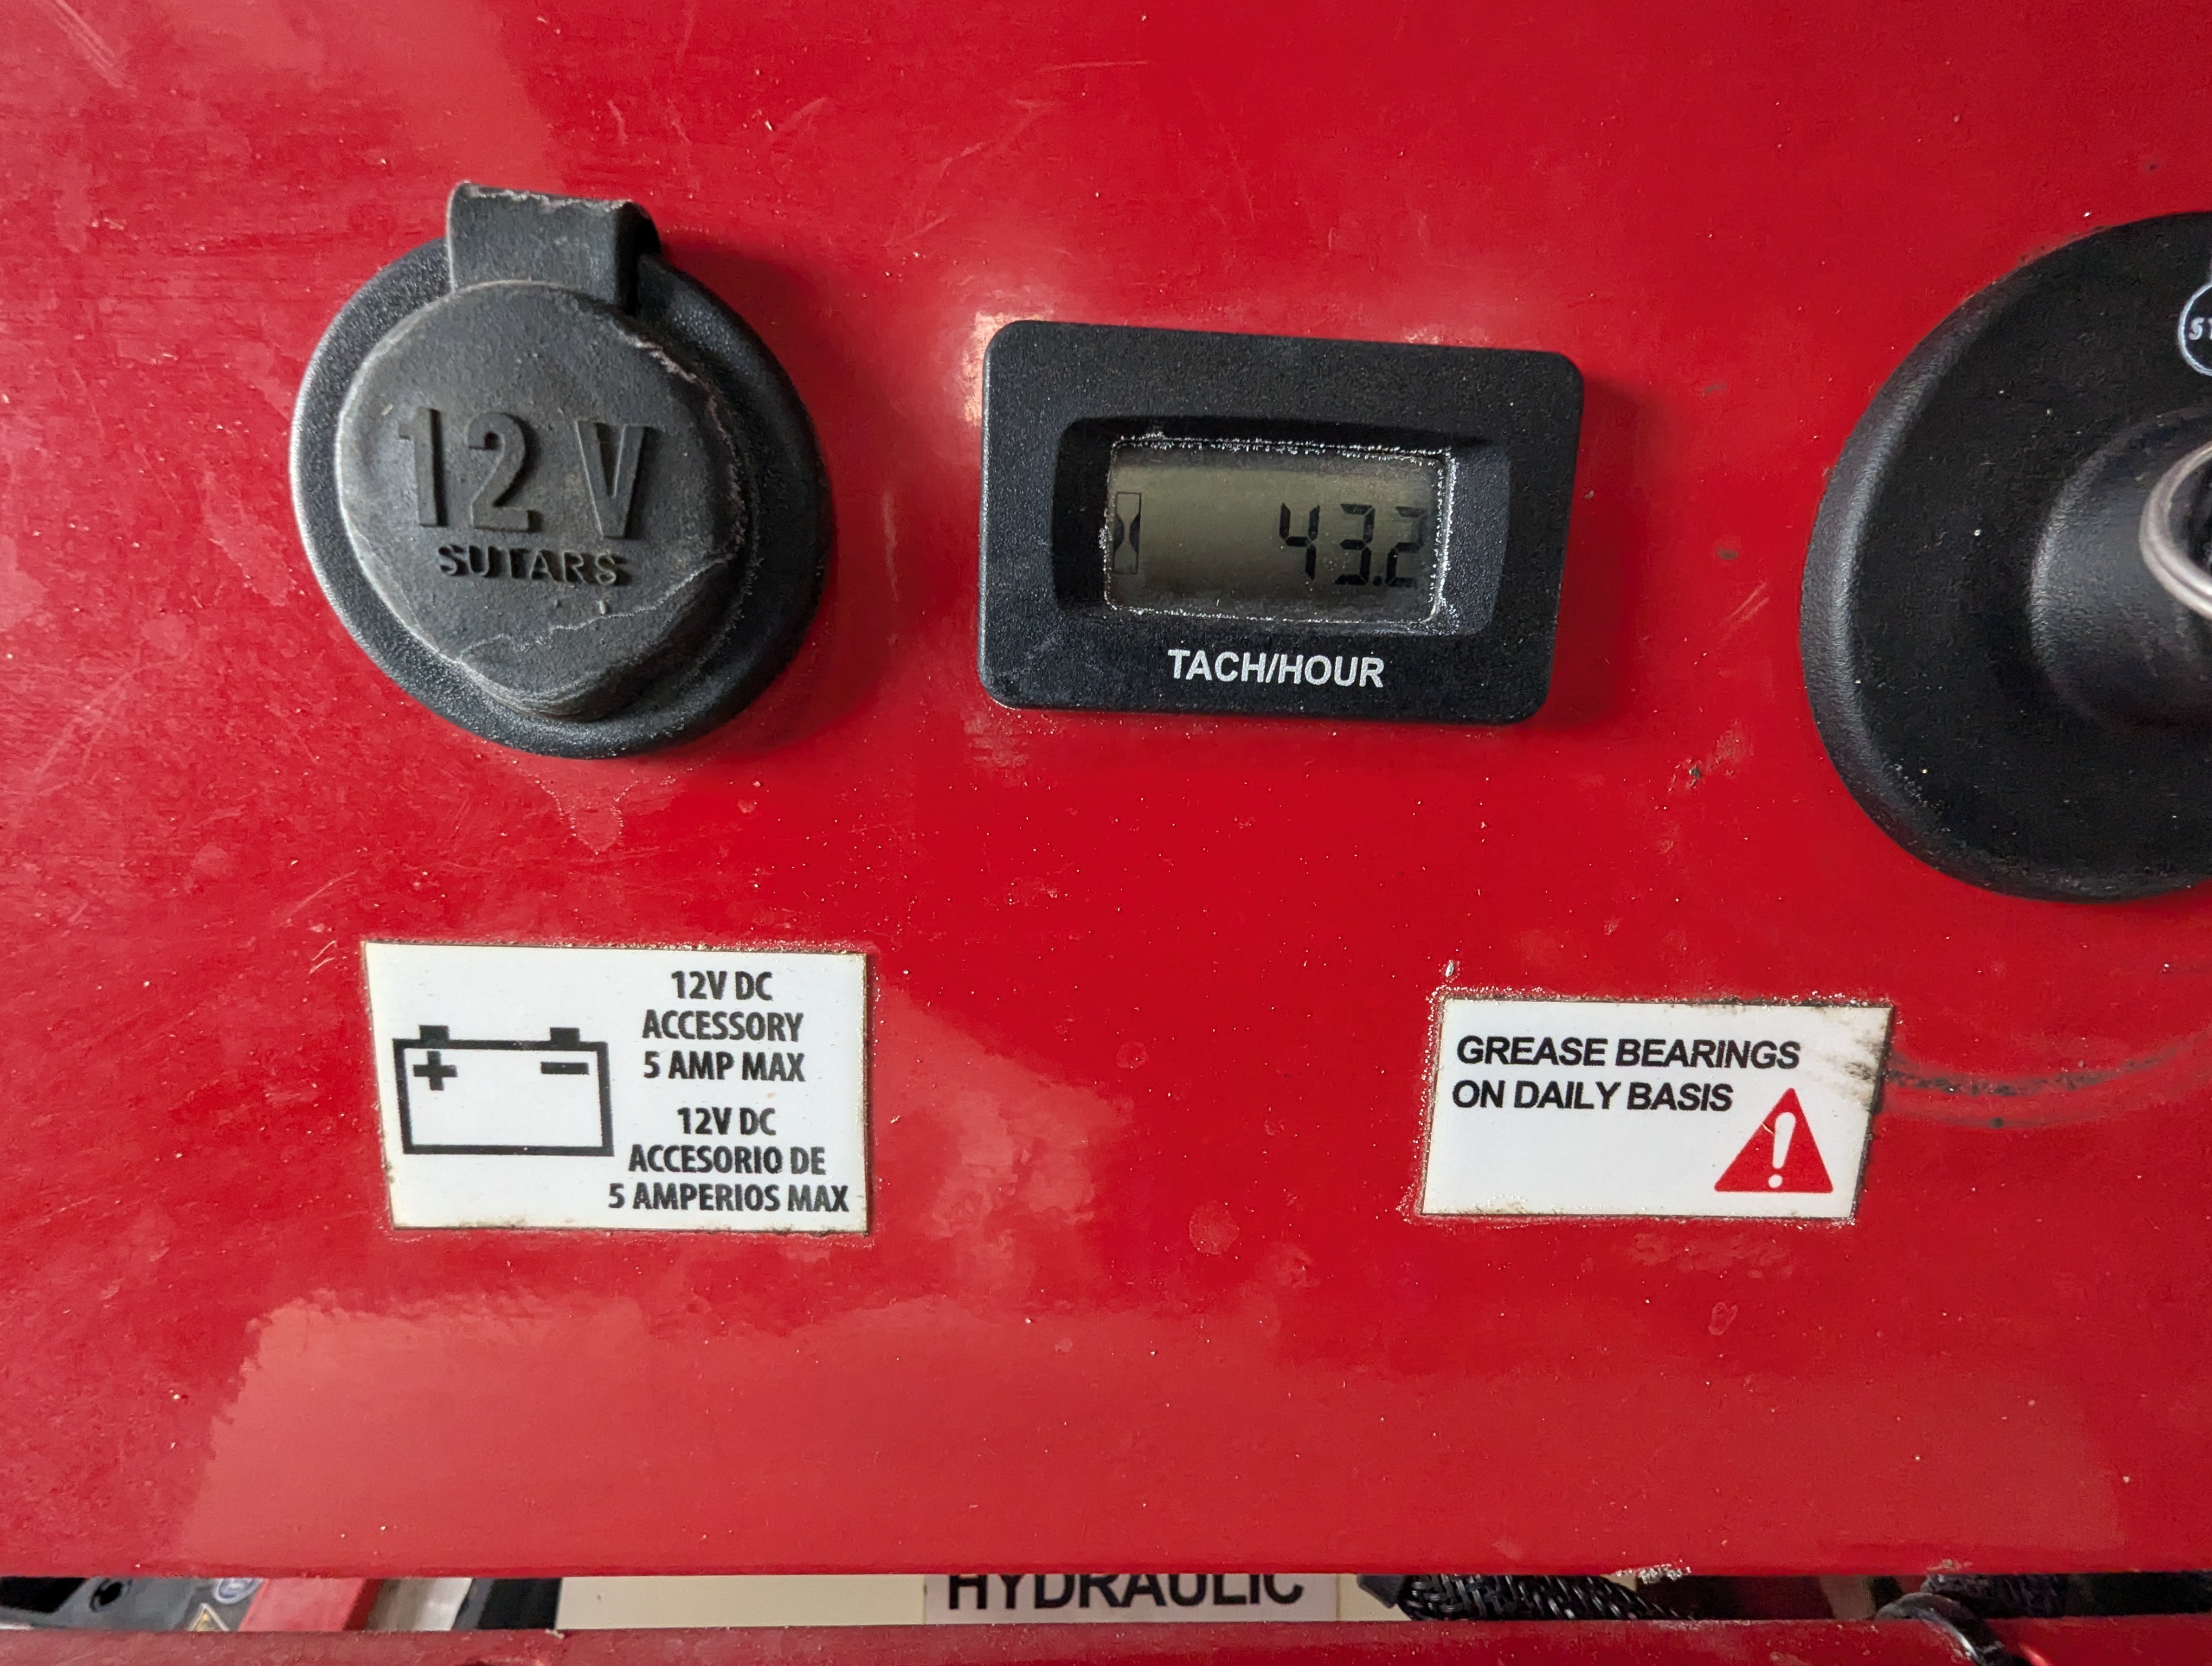 12 V
SUTARS
43.2
TACH/HOUR
12V DC
ACCESSORY
5 AMP MAX
12V DC
ACCESORIO DE
5 AMPERIOS MAX
GREASE BEARINGS
ON DAILY BASIS
HYDRAULIC